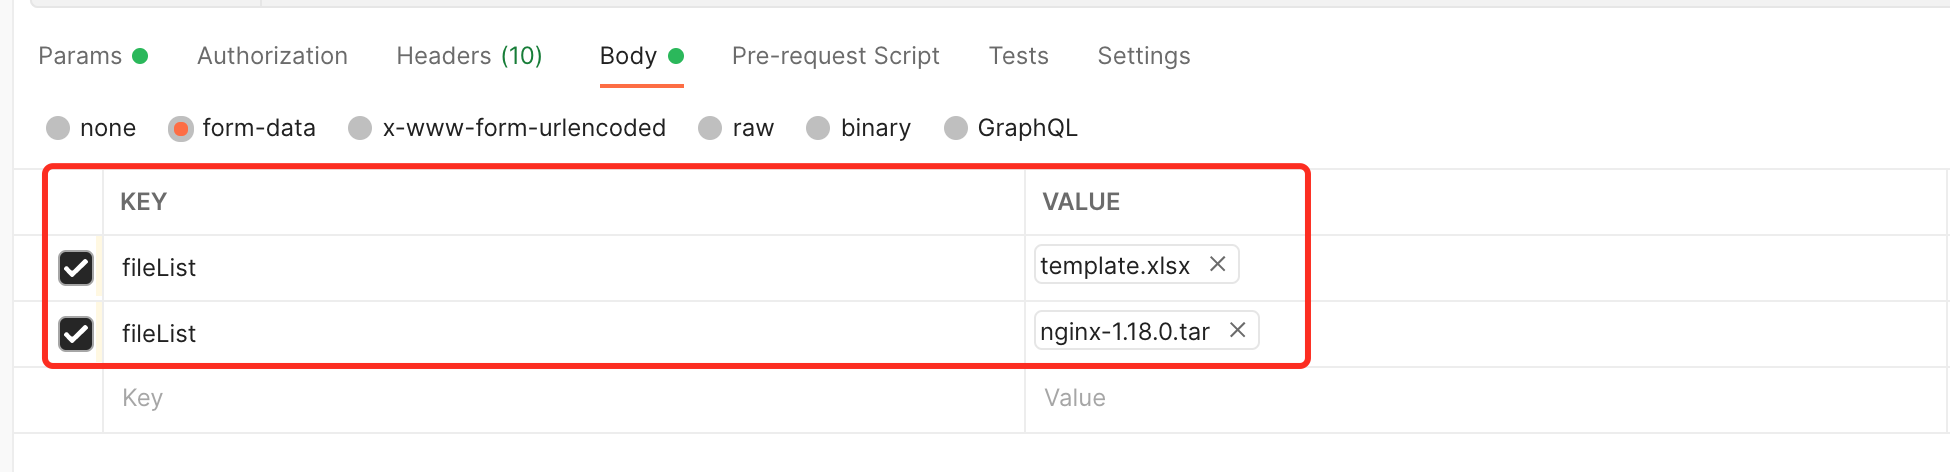 Params Authorization Headers (10) Body Pre-request Script Tests Settings
none form-data x-www-form-urlencoded raw binary GraphQL
KEY VALUE
fileList template.xlsx
fileList nginx-1.18.0.tar
Key Value